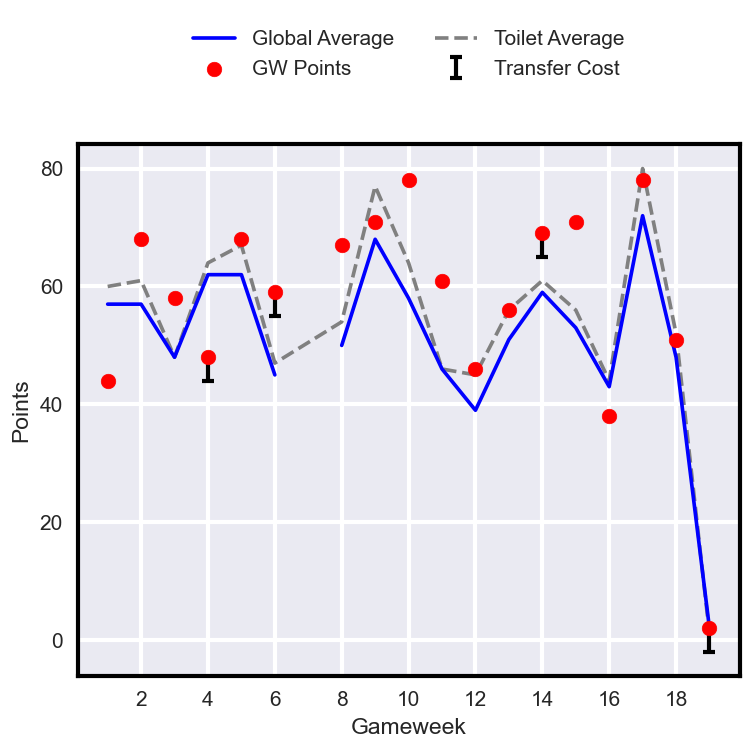 Global Average
Toilet Average
GW Points
Transfer Cost
80
60
40
20
0
Points
2 4 6 8 10 12 14 16 18
Gameweek